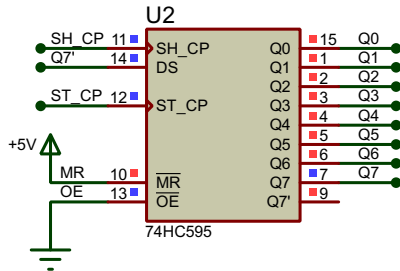 U2
SH_CP 11 SH_CP Q0 15 Q0
Q7' 14 DS Q1 1 Q1
Q2 2 Q2
ST_CP 12 ST_CP Q3 3 Q3
Q4 4 Q4
+5V Q5 5 Q5
Q6 6 Q6
MR 10 MR Q7 7 Q7
OE 13 OE Q7' 9
74HC595